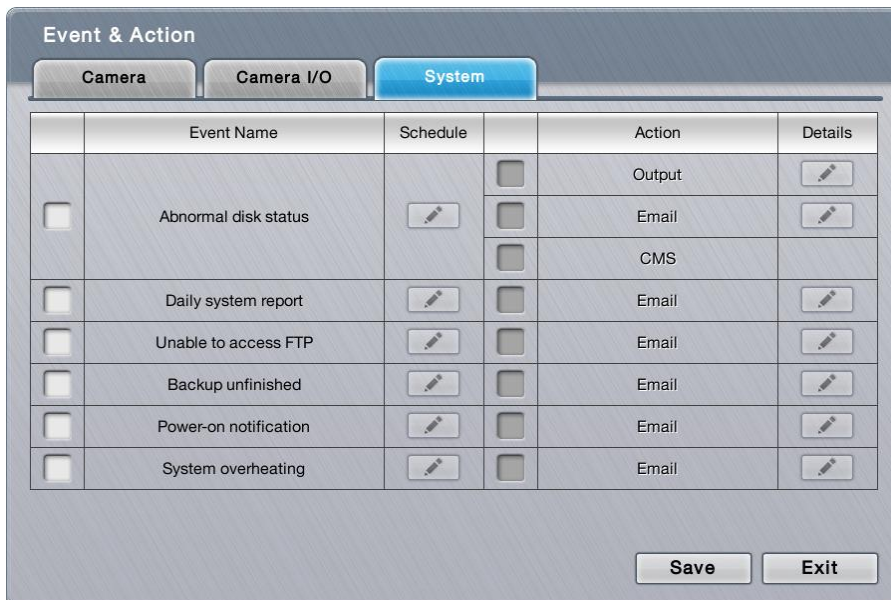 Event & Action
Camera Camera I/O System
Event Name Schedule Action Details
Output
Abnormal disk status Email
CMS
Daily system report Email
Unable to access FTP Email
Backup unfinished Email
Power-on notification Email
System overheating Email
Save Exit